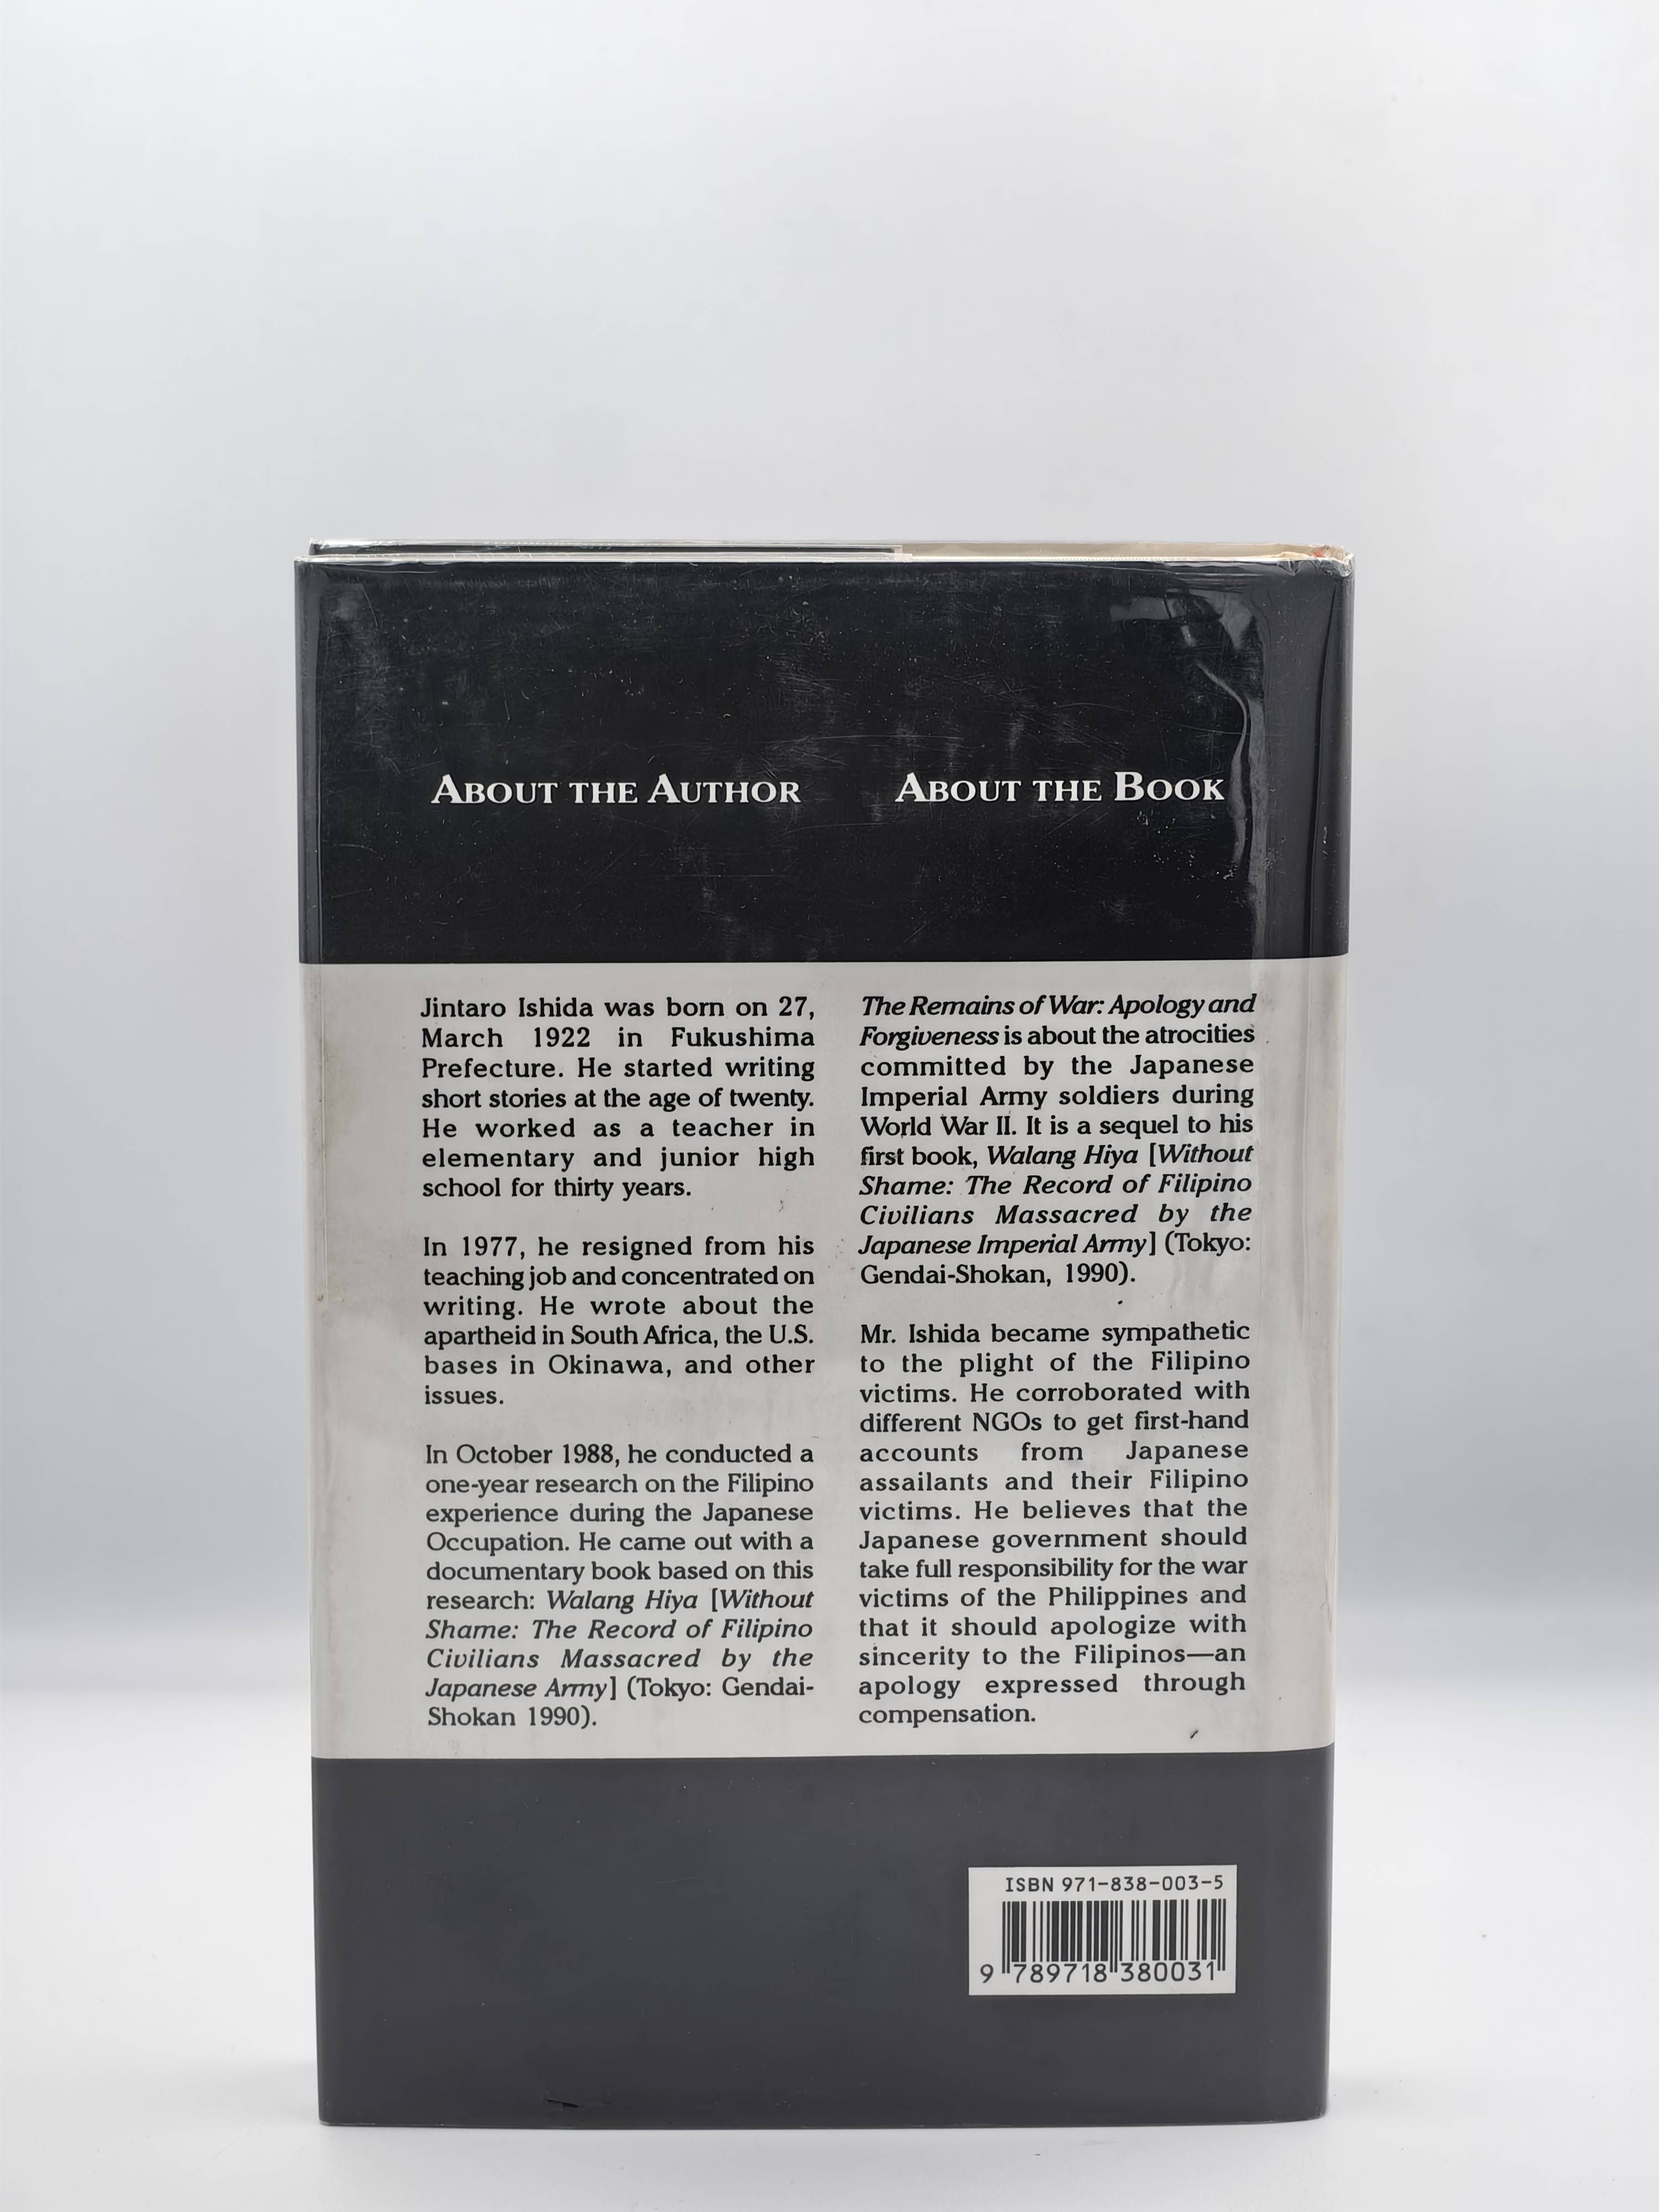 ABOUT THE AUTHOR
Jintaro Ishida was born on 27,
March 1922 in Fukushima
Prefecture. He started writing
short stories at the age of twenty.
He worked as a teacher in
elementary and junior high
school for thirty years.
In 1977, he resigned from his
teaching job and concentrated on
writing. He wrote about the
apartheid in South Africa, the U.S.
bases in Okinawa, and other
issues.
In October 1988, he conducted a
one-year research on the Filipino
experience during the Japanese
Occupation. He came out with a
documentary book based on this
research: Walang Hiya [Without
Shame: The Record of Filipino
Civilians Massacred by the
Japanese Army] (Tokyo: Gendai-
Shokan 1990).
ABOUT THE BOOK
The Remains of War: Apology and
Forgiveness is about the atrocities
committed by the Japanese
Imperial Army soldiers during
World War II. It is a sequel to his
first book, Walang Hiya [Without
Shame: The Record of Filipino
Civilians Massacred by the
Japanese Imperial Army] (Tokyo:
Gendai-Shokan, 1990).
Mr. Ishida became sympathetic
to the plight of the Filipino
victims. He corroborated with
different NGOs to get first-hand
accounts from Japanese
assailants and their Filipino
victims. He believes that the
Japanese government should
take full responsibility for the war
victims of the Philippines and
that it should apologize with
sincerity to the Filipinos—an
apology expressed through
compensation.
ISBN 971-838-003-5
9 789718 380031